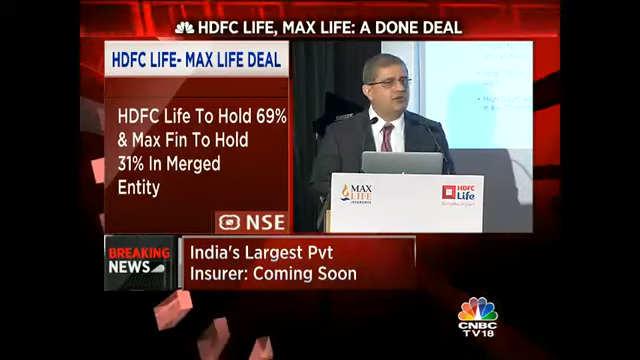 HDFC LIFE, MAX LIFE: A DONE DEAL
HDFC LIFE- MAX LIFE DEAL
HDFC Life To Hold 69%
& Max Fin To Hold
31% In Merged
Entity
NSE
MAX
LIFE
INSURANCE
HDFC
Life
BREAKING
NEWS
India's Largest Pvt
Insurer: Coming Soon
CNBC
TV18